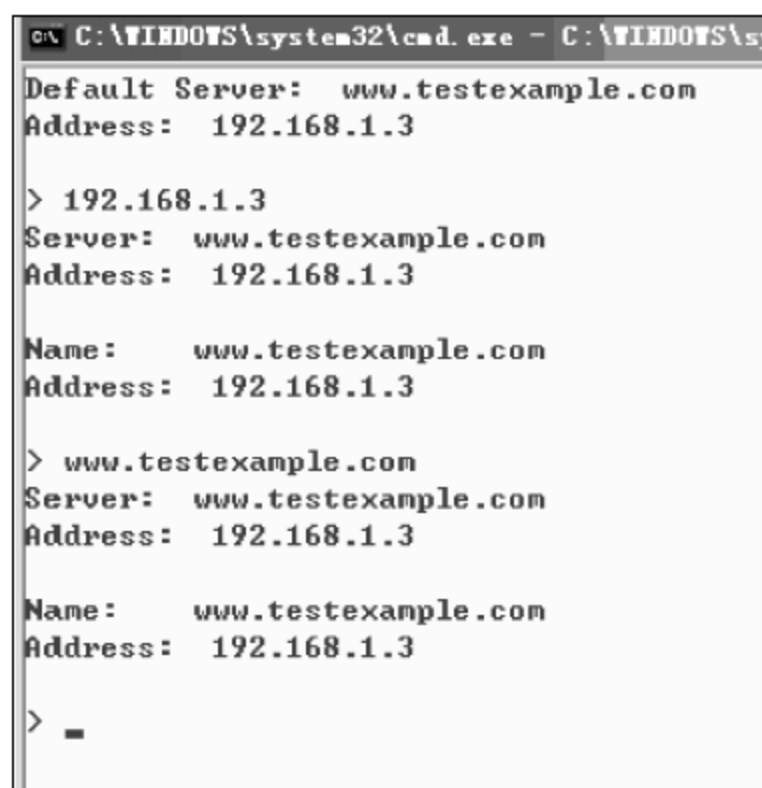 C:\WINDOWS\system32\cmd.exe - C:\WINDOWS\s
Default Server:  www.testexample.com
Address:  192.168.1.3
> 192.168.1.3
Server:  www.testexample.com
Address:  192.168.1.3
Name:    www.testexample.com
Address:  192.168.1.3
> www.testexample.com
Server:  www.testexample.com
Address:  192.168.1.3
Name:    www.testexample.com
Address:  192.168.1.3
> _